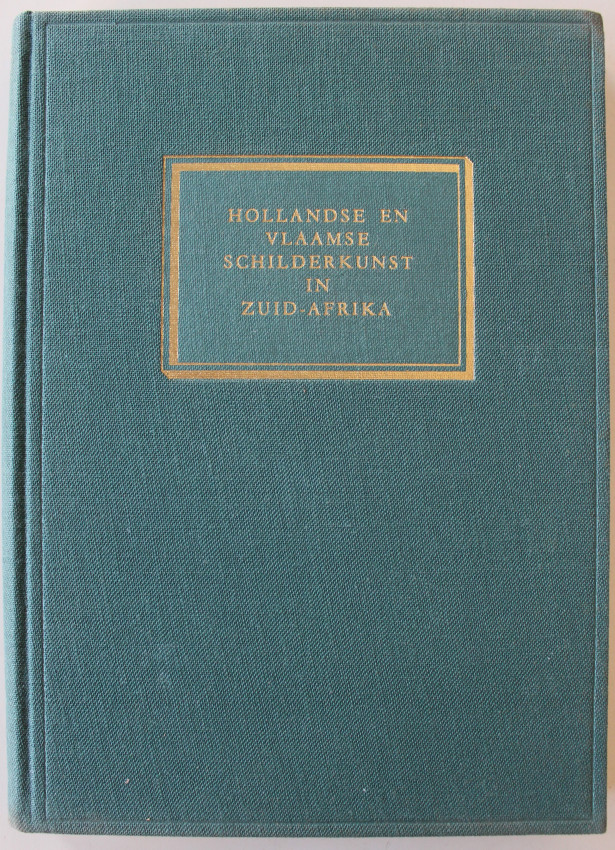 HOLLANDSE EN
VLAAMSE
SCHILDERKUNST
IN
ZUID-AFRIKA